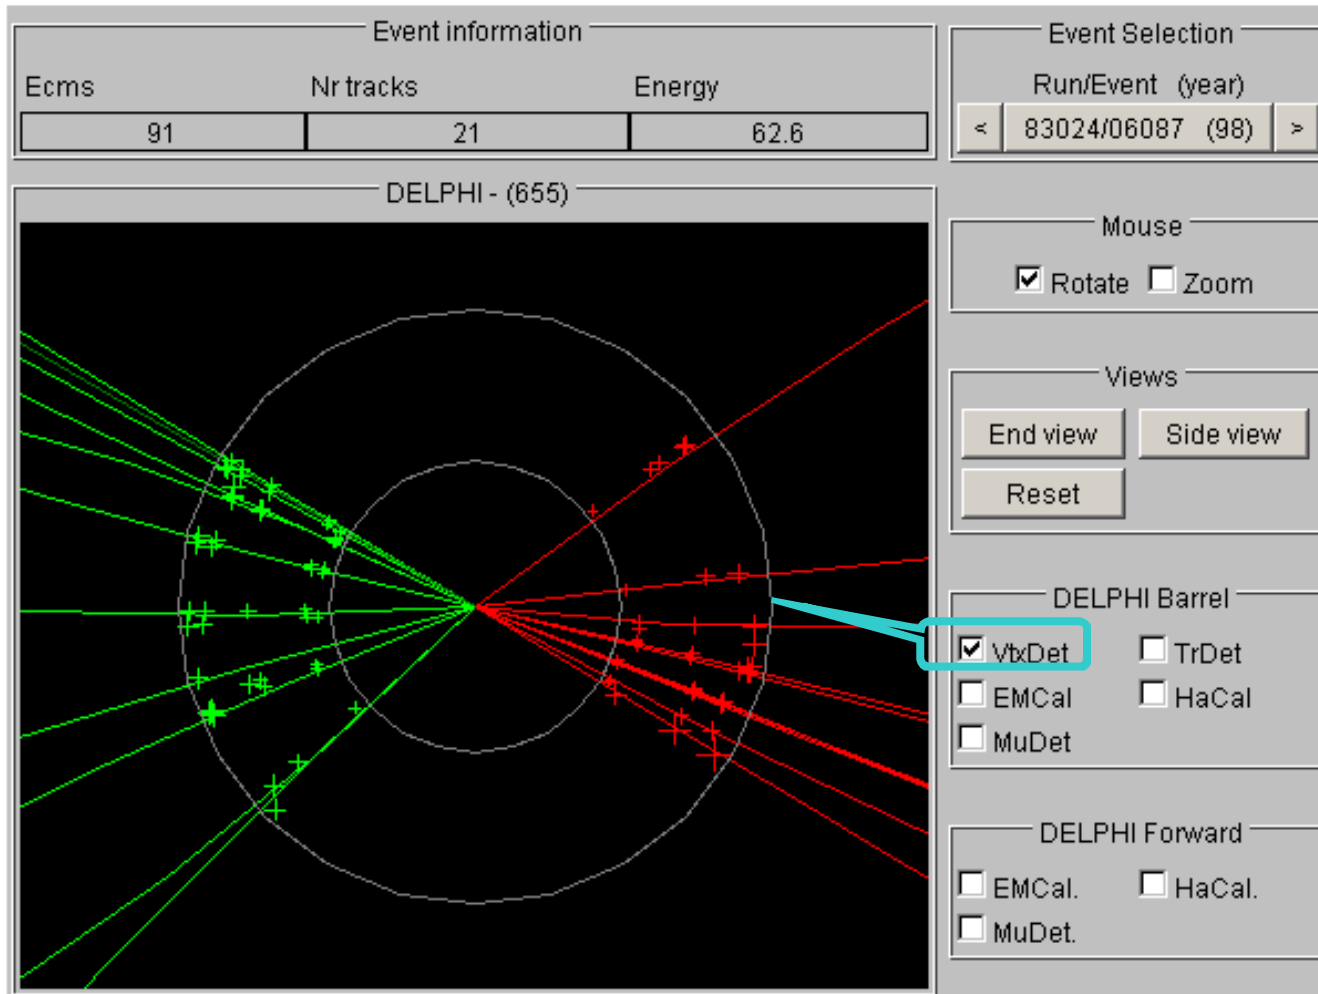 Event information
Ecms Nr tracks Energy
91 21 62.6
Event Selection
Run/Event (year)
< 83024/06087 (98) >
DELPHI - (655)
Mouse
Rotate Zoom
Views
End view Side view
Reset
DELPHI Barrel
VtxDet TrDet
EMCal HaCal
MuDet
DELPHI Forward
EMCal. HaCal.
MuDet.